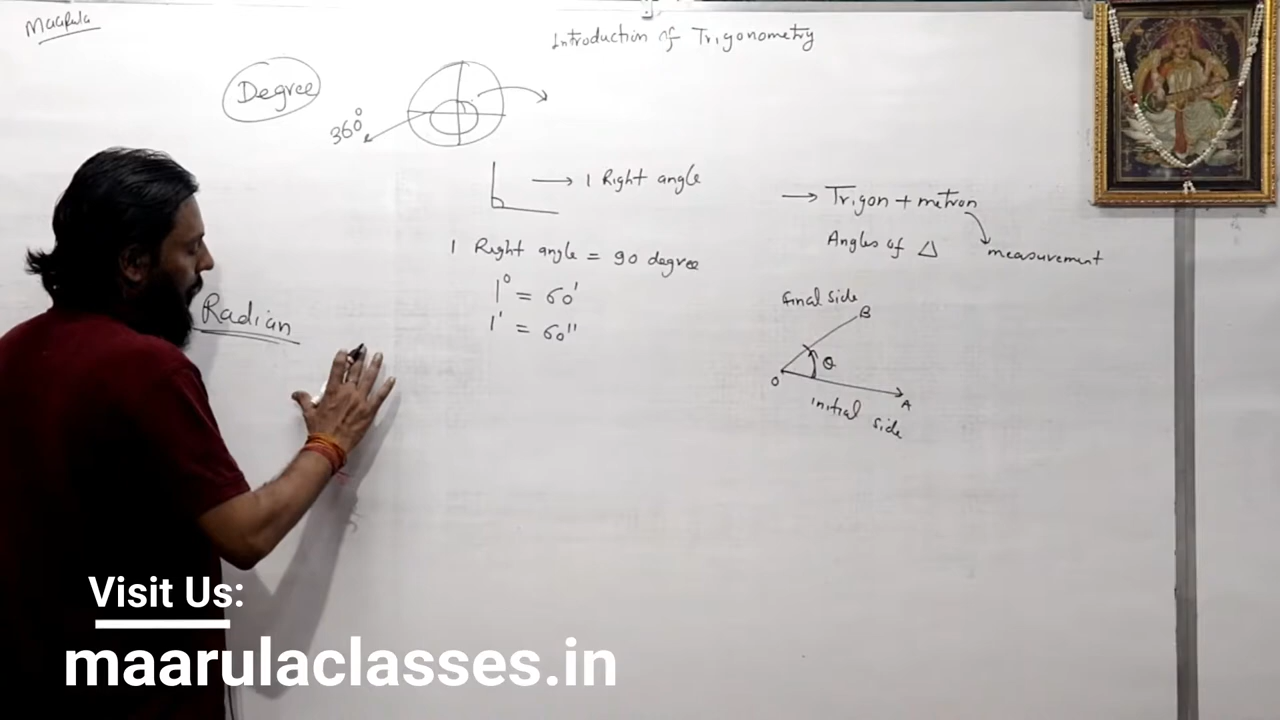 Maarula
Introduction of Trigonometry
Degree
360°
1 Right angle
Trigon + metron
Angles of △
measurement
1 Right angle = 90 degree
1° = 60'
1' = 60"
Radian
final side
B
θ
O
A
initial side
Visit Us:
maarulaclasses.in